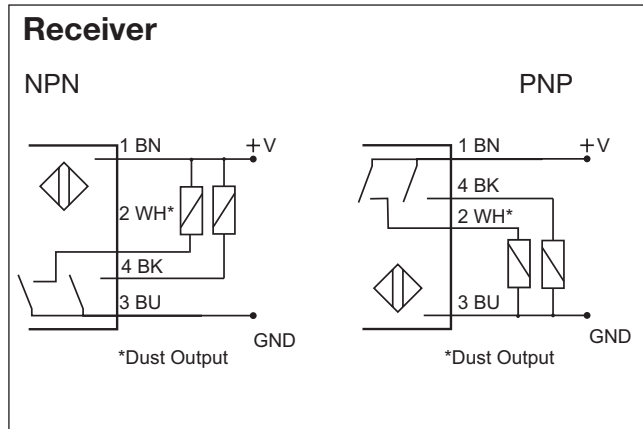 Receiver
NPN
1 BN
+V
2 WH*
4 BK
3 BU
GND
*Dust Output
PNP
1 BN
+V
4 BK
2 WH*
3 BU
GND
*Dust Output